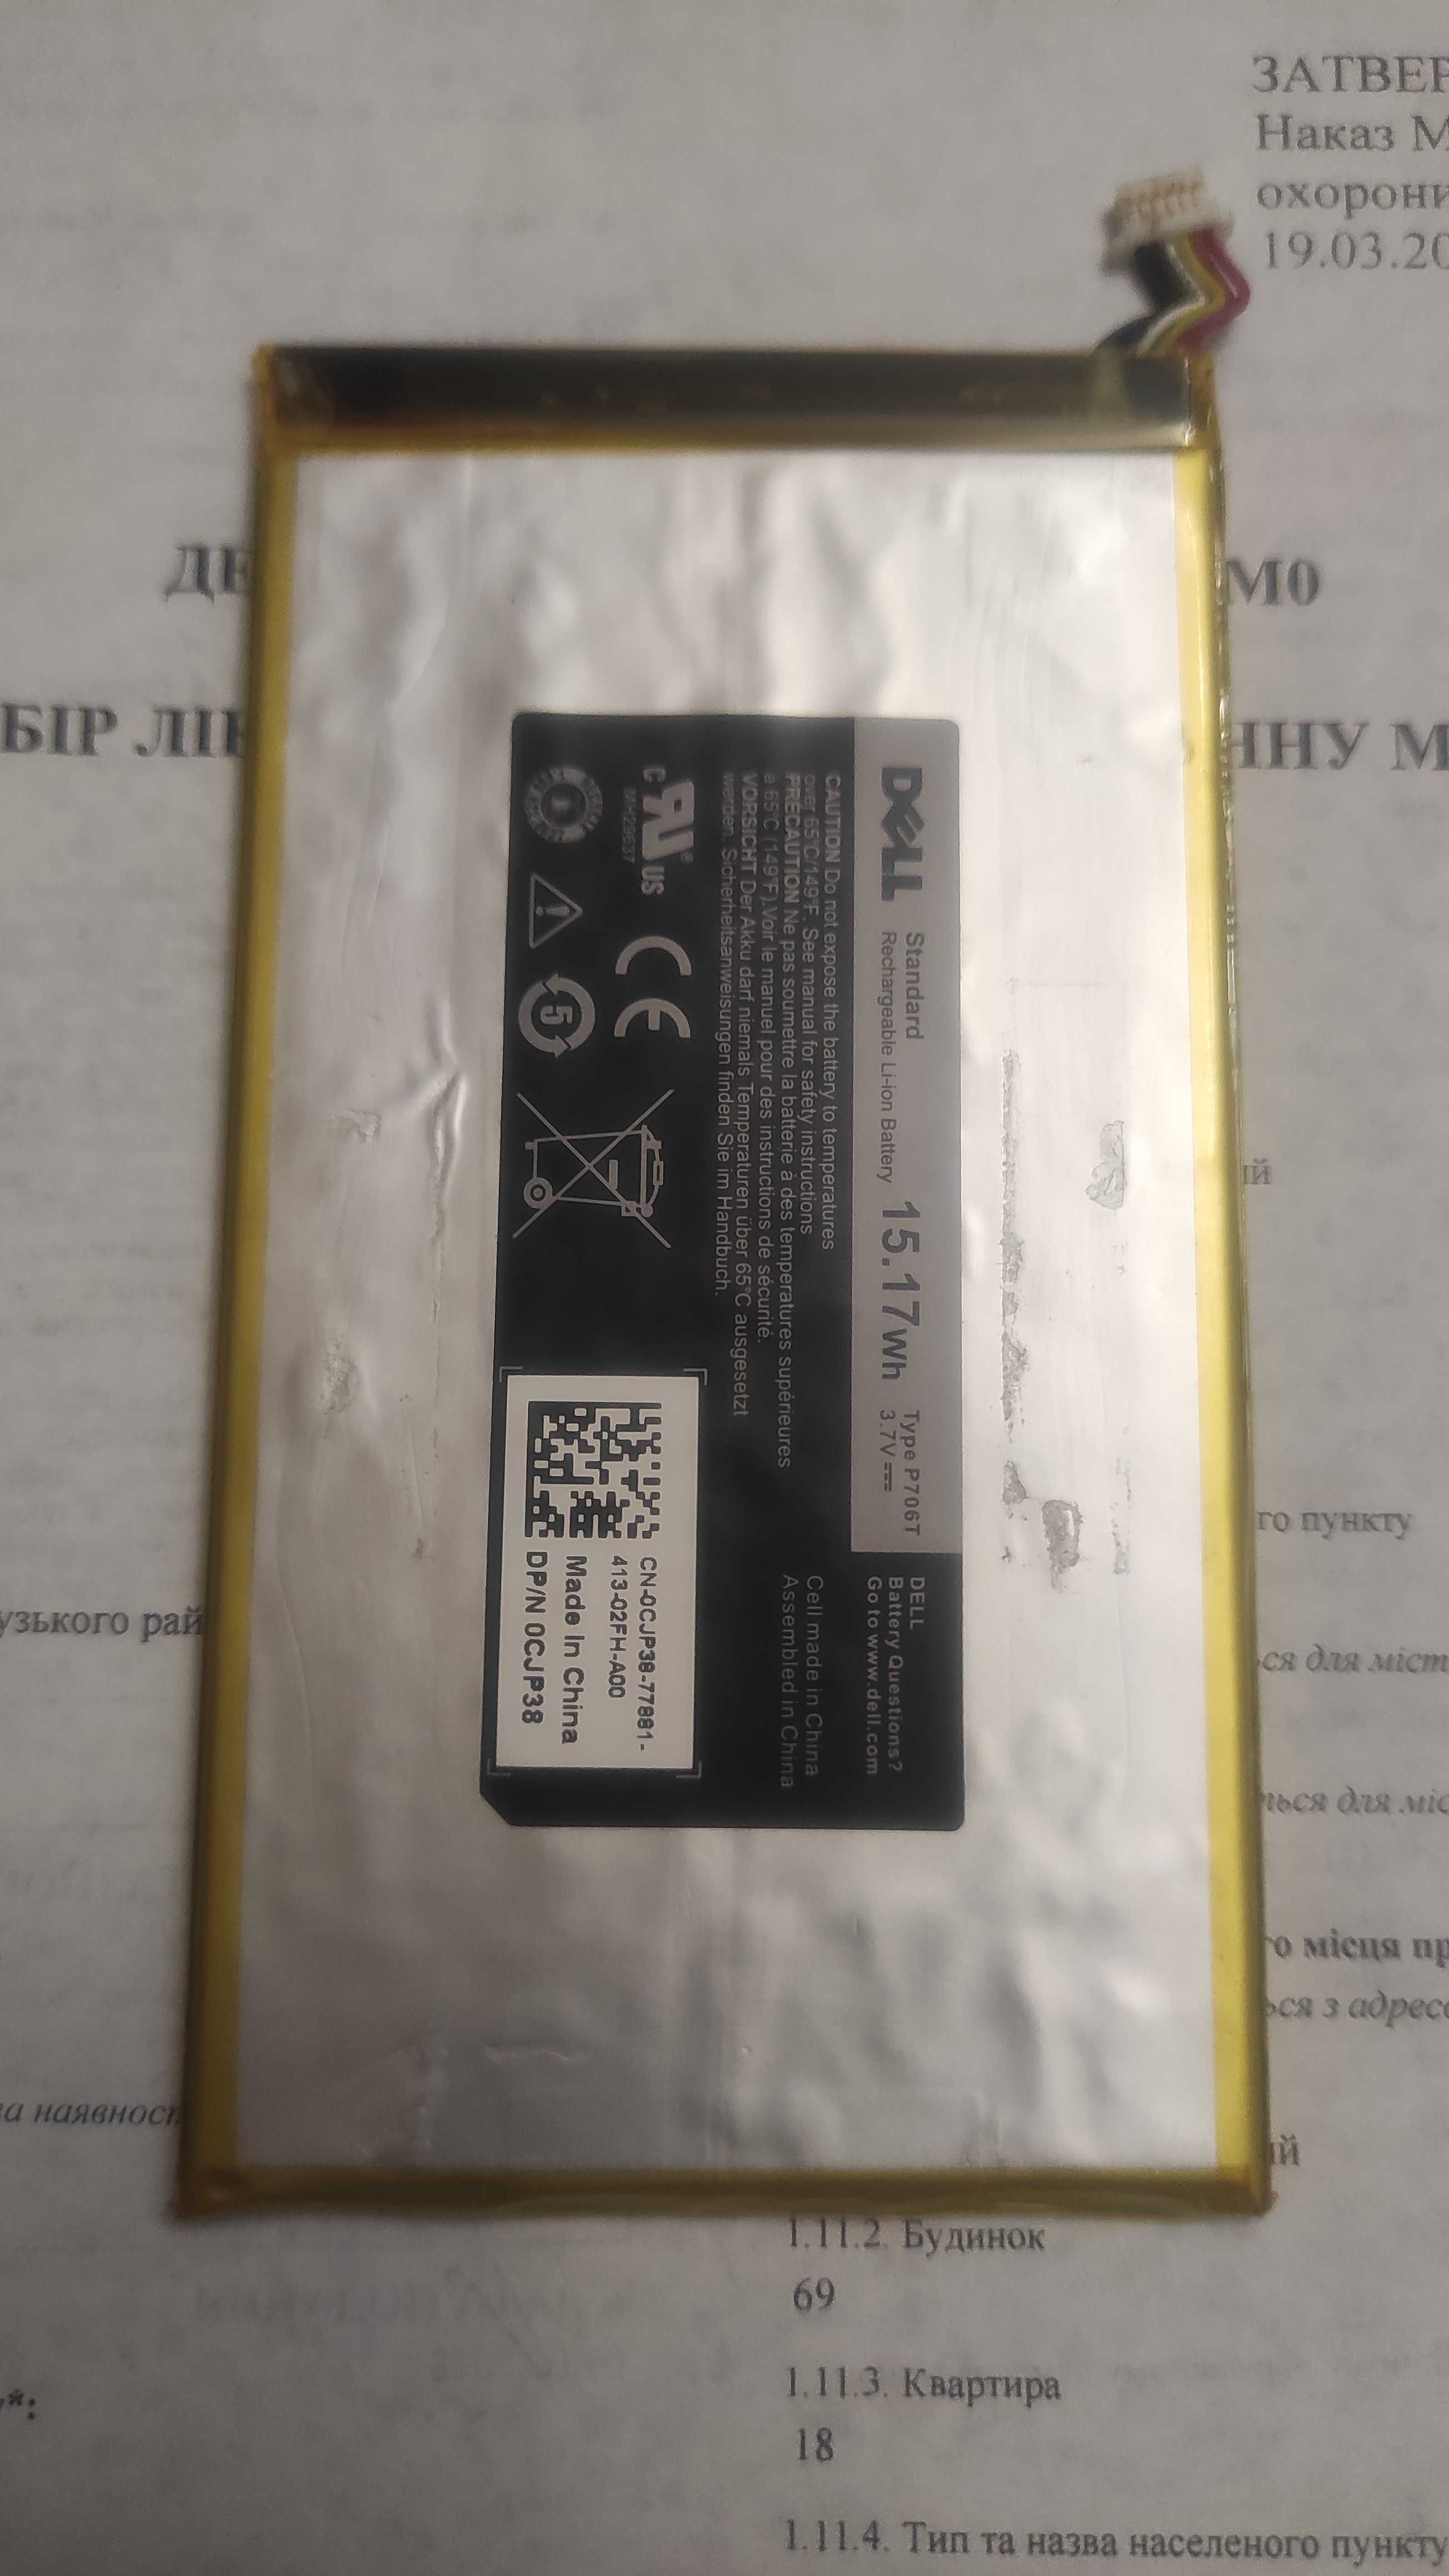 ЗАТВЕР
Наказ М
охорони
19.03.20
М0
БІР ЛІК
ННУ М
DELL
Standard
Rechargeable Li-ion Battery
15.17Wh
Type P706T
3.7V
DELL
Battery Questions?
Go to www.dell.com
CAUTION Do not expose the battery to temperatures
over 65°C/149°F. See manual for safety instructions
PRÉCAUTION Ne pas soumettre la batterie à des temperatures supérieures
à 65°C (149°F).Voir le manuel pour des instructions de sécurité.
VORSICHT Der Akku darf niemals Temperaturen über 65°C ausgesetzt
werden. Sicherheitsanweisungen finden Sie im Handbuch.
Cell made in China
Assembled in China
C
US
MH29637
CE
5
CN-0CJP38-77881-
413-02FH-A00
Made In China
DP/N 0CJP38
ий
го пункту
узького рай
ся для міст
ться для міс
го місця пр
ься з адресо
а наявност
ий
1.11.2. Будинок
69
1.11.3. Квартира
18
1.11.4. Тип та назва населеного пункту